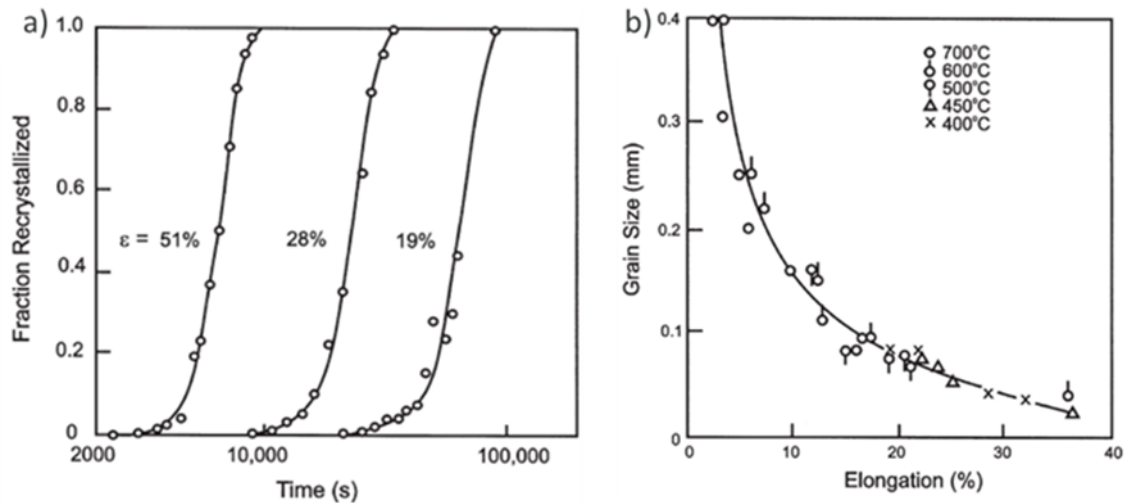 a)
Fraction Recrystallized
1.0
0.8
0.6
0.4
0.2
0
ε = 51%
28%
19%
2000
10,000
100,000
Time (s)
b)
Grain Size (mm)
0.4
0.3
0.2
0.1
0
700°C
600°C
500°C
450°C
400°C
0
10
20
30
40
Elongation (%)